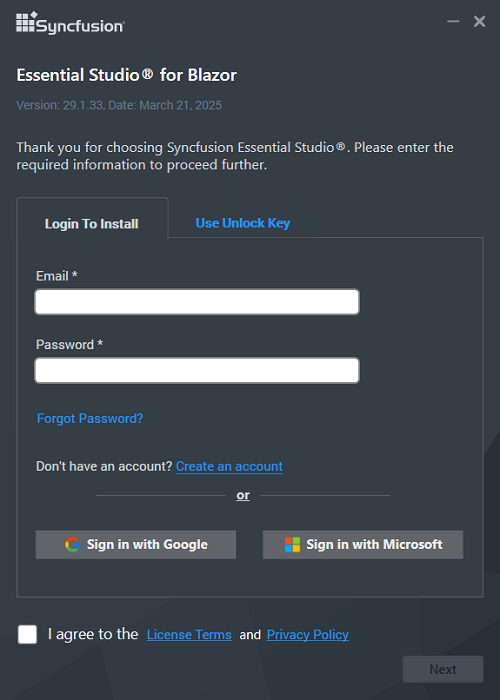 Syncfusion®
Essential Studio® for Blazor
Version: 29.1.33, Date: March 21, 2025
Thank you for choosing Syncfusion Essential Studio®. Please enter the
required information to proceed further.
Login To Install
Use Unlock Key
Email *
Password *
Forgot Password?
Don't have an account? Create an account
or
Sign in with Google
Sign in with Microsoft
I agree to the License Terms and Privacy Policy
Next